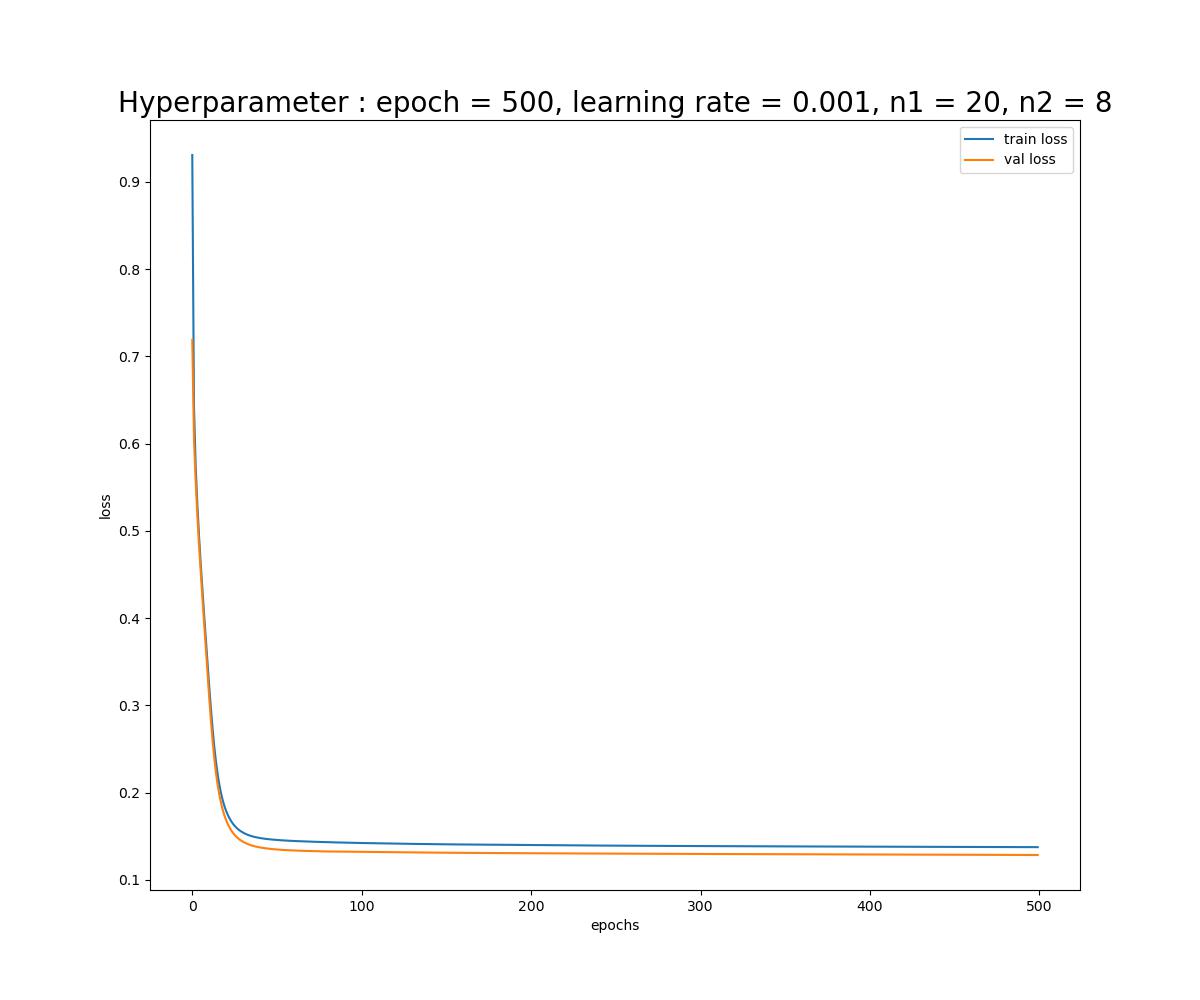 Hyperparameter : epoch = 500, learning rate = 0.001, n1 = 20, n2 = 8
train loss
val loss
0.9
0.8
0.7
0.6
0.5
0.4
0.3
0.2
0.1
loss
0 100 200 300 400 500
epochs